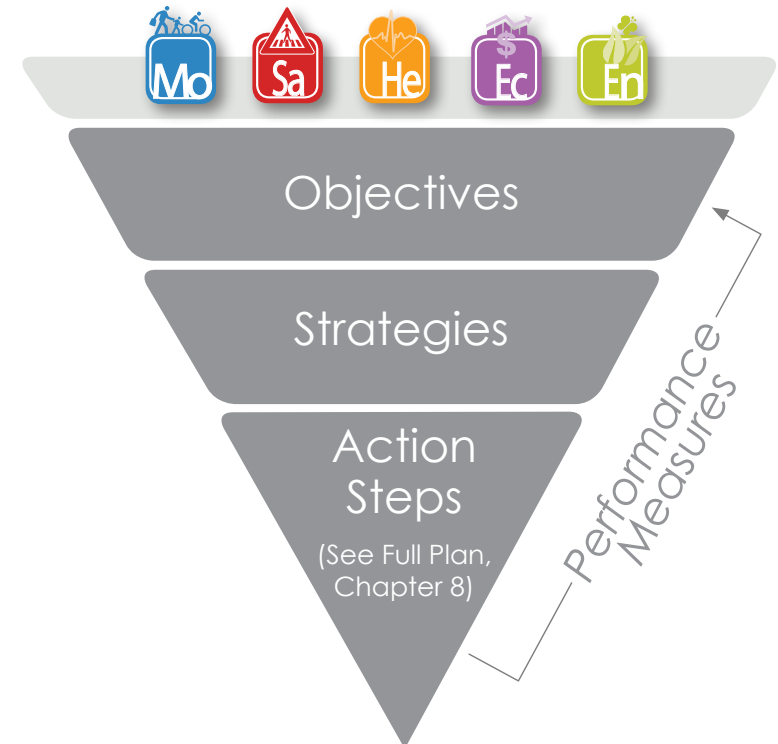 Mo Sa He Ec En
$
Objectives
Strategies
Action
Steps
(See Full Plan,
Chapter 8)
Performance
Measures